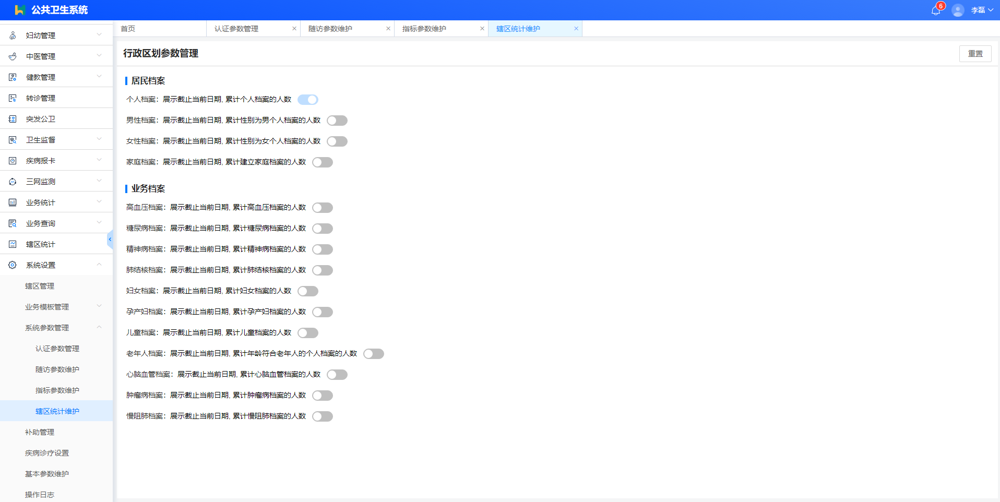 公共卫生系统
6
李磊
妇幼管理
中医管理
健教管理
转诊管理
突发公卫
卫生监督
疾病报卡
三网监测
业务统计
业务查询
辖区统计
系统设置
辖区管理
业务模板管理
系统参数管理
认证参数管理
随访参数维护
指标参数维护
辖区统计维护
补助管理
疾病诊疗设置
基本参数维护
操作日志
首页
认证参数管理
随访参数维护
指标参数维护
辖区统计维护
行政区划参数管理
重置
居民档案
个人档案：展示截止当前日期, 累计个人档案的人数
男性档案：展示截止当前日期, 累计性别为男个人档案的人数
女性档案：展示截止当前日期, 累计性别为女个人档案的人数
家庭档案：展示截止当前日期, 累计建立家庭档案的人数
业务档案
高血压档案：展示截止当前日期, 累计高血压档案的人数
糖尿病档案：展示截止当前日期, 累计糖尿病档案的人数
精神病档案：展示截止当前日期, 累计精神病档案的人数
肺结核档案：展示截止当前日期, 累计肺结核档案的人数
妇女档案：展示截止当前日期, 累计妇女档案的人数
孕产妇档案：展示截止当前日期, 累计孕产妇档案的人数
儿童档案：展示截止当前日期, 累计儿童档案的人数
老年人档案：展示截止当前日期, 累计年龄符合老年人的个人档案的人数
心脑血管档案：展示截止当前日期, 累计心脑血管档案的人数
肿瘤病档案：展示截止当前日期, 累计肿瘤病档案的人数
慢阻肺档案：展示截止当前日期, 累计慢阻肺档案的人数